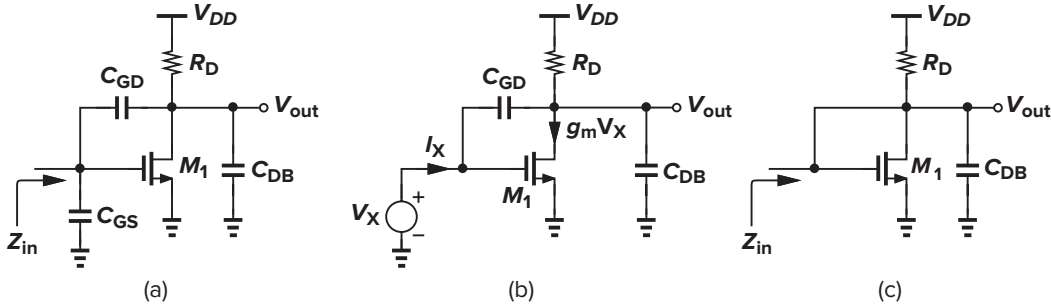 V_DD
R_D
C_GD
V_out
M_1
C_DB
C_GS
Z_in
(a)
V_DD
R_D
C_GD
V_out
g_mV_X
I_X
M_1
C_DB
V_X
+
−
(b)
V_DD
R_D
V_out
M_1
C_DB
Z_in
(c)